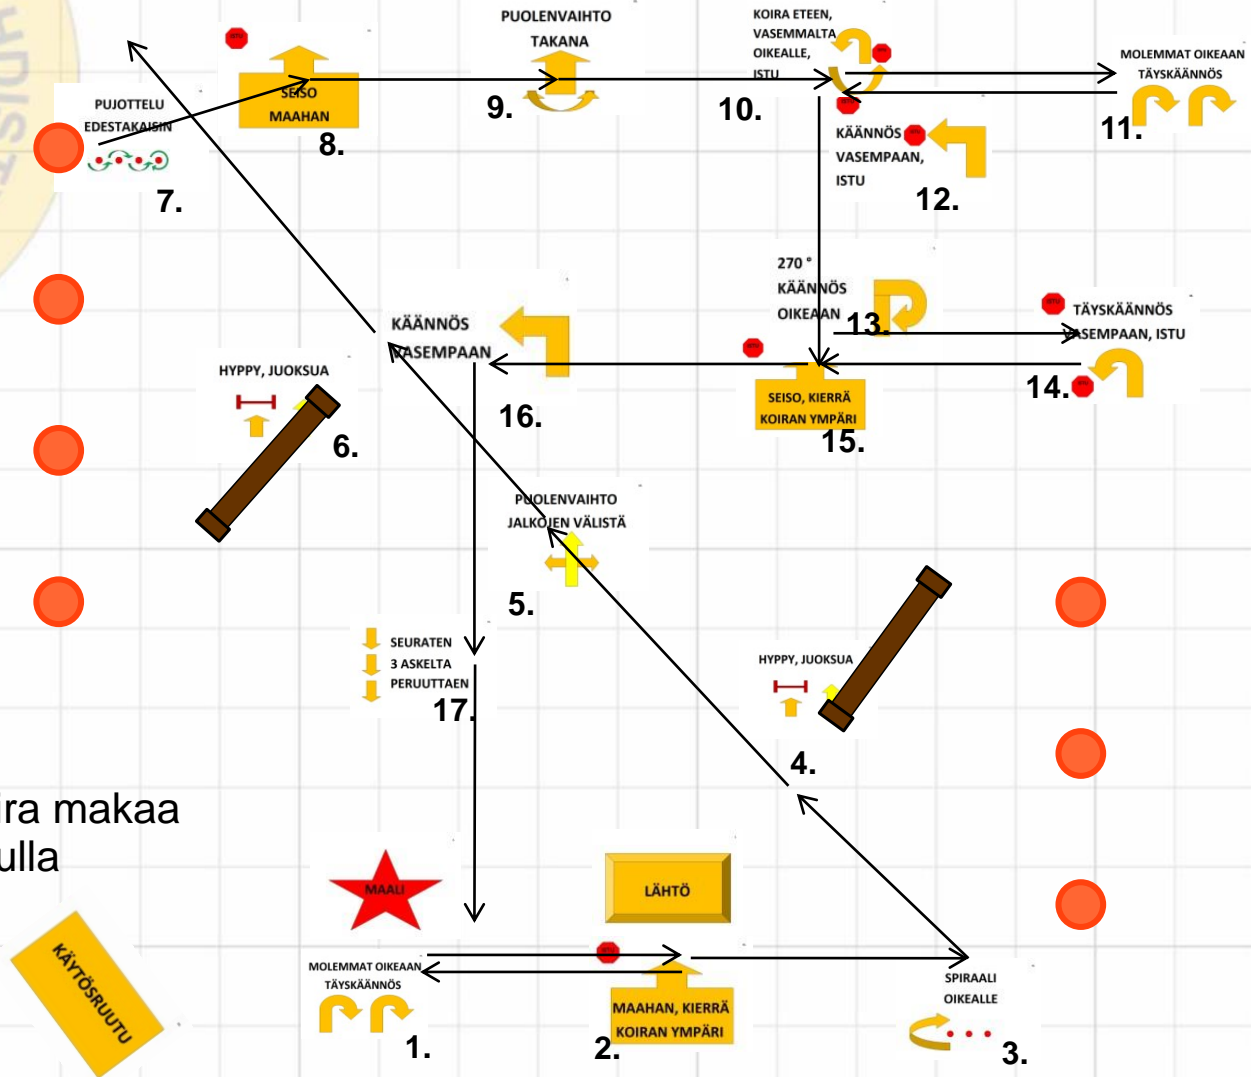 HDIST
PUJOTTELU
EDESTAKAISIN
7.
SEISO
MAAHAN
8.
PUOLENVAIHTO
TAKANA
9.
KOIRA ETEEN,
VASEMMALTA
OIKEALLE,
ISTU
10.
MOLEMMAT OIKEAAN
TÄYSKÄÄNNÖS
11.
KÄÄNNÖS
VASEMPAAN,
ISTU
12.
270 °
KÄÄNNÖS
OIKEAAN
13.
TÄYSKÄÄNNÖS
VASEMPAAN, ISTU
14.
SEISO, KIERRÄ
KOIRAN YMPÄRI
15.
KÄÄNNÖS
VASEMPAAN
16.
HYPPY, JUOKSUA
6.
PUOLENVAIHTO
JALKOJEN VÄLISTÄ
5.
SEURATEN
3 ASKELTA
PERUUTTAEN
17.
HYPPY, JUOKSUA
4.
ira makaa
ulla
KÄYTÖSRUUTU
MAALI
LÄHTÖ
MOLEMMAT OIKEAAN
TÄYSKÄÄNNÖS
1.
MAAHAN, KIERRÄ
KOIRAN YMPÄRI
2.
SPIRAALI
OIKEALLE
3.